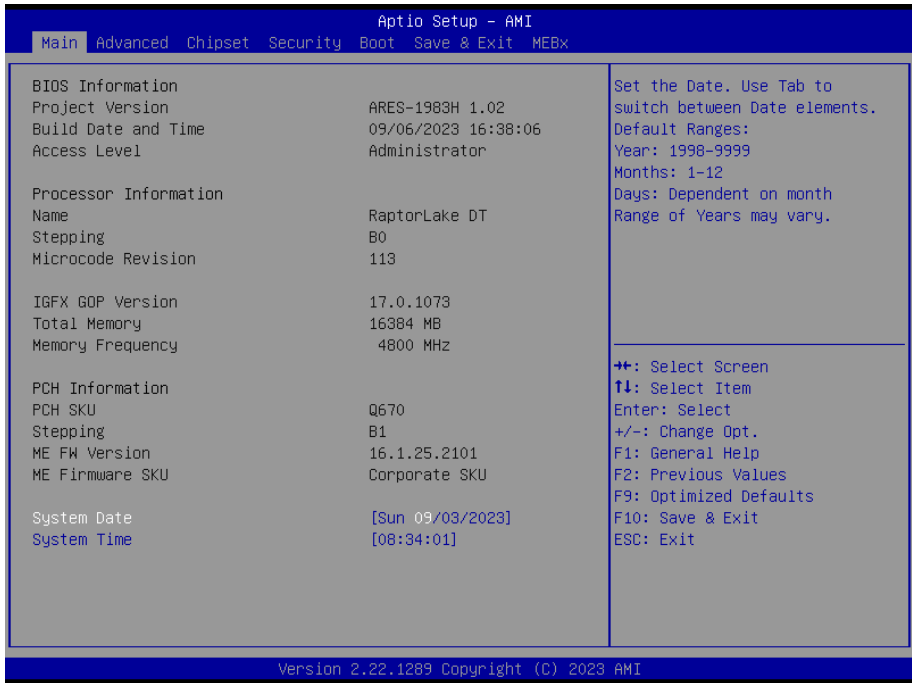 Aptio Setup – AMI
Main Advanced Chipset Security Boot Save & Exit MEBx
BIOS Information
Project Version ARES-1983H 1.02
Build Date and Time 09/06/2023 16:38:06
Access Level Administrator
Processor Information
Name RaptorLake DT
Stepping B0
Microcode Revision 113
IGFX GOP Version 17.0.1073
Total Memory 16384 MB
Memory Frequency 4800 MHz
PCH Information
PCH SKU Q670
Stepping B1
ME FW Version 16.1.25.2101
ME Firmware SKU Corporate SKU
System Date [Sun 09/03/2023]
System Time [08:34:01]
Set the Date. Use Tab to
switch between Date elements.
Default Ranges:
Year: 1998-9999
Months: 1-12
Days: Dependent on month
Range of Years may vary.
→←: Select Screen
↑↓: Select Item
Enter: Select
+/-: Change Opt.
F1: General Help
F2: Previous Values
F9: Optimized Defaults
F10: Save & Exit
ESC: Exit
Version 2.22.1289 Copyright (C) 2023 AMI